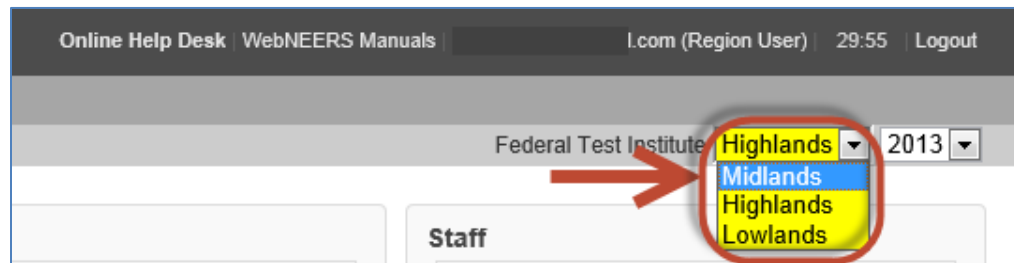 Online Help Desk | WebNEERS Manuals | l.com (Region User) | 29:55 | Logout
Federal Test Institute Highlands 2013
Midlands
Highlands
Lowlands
Staff